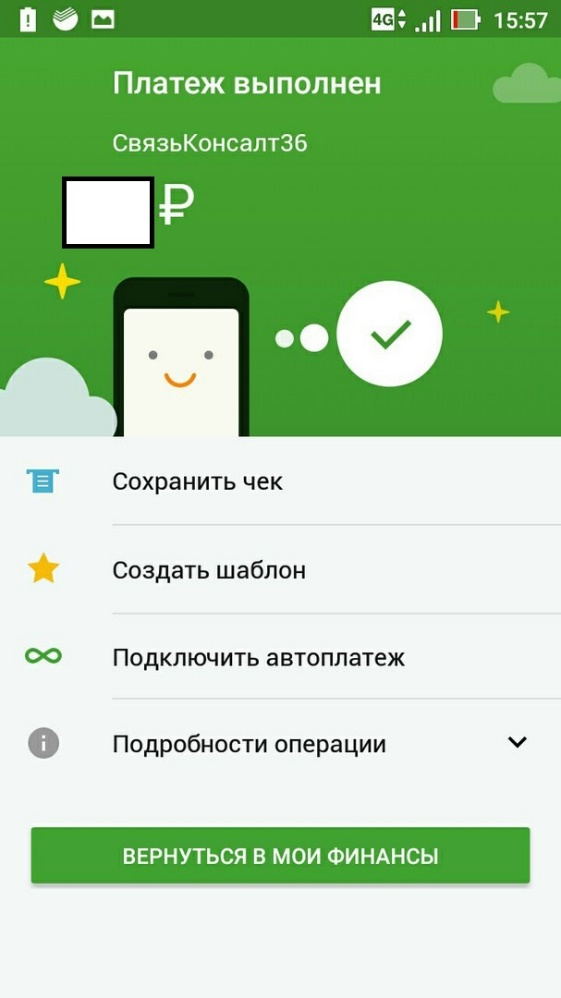 4G 15:57
Платеж выполнен
СвязьКонсалт36
₽
Сохранить чек
Создать шаблон
Подключить автоплатеж
Подробности операции
ВЕРНУТЬСЯ В МОИ ФИНАНСЫ